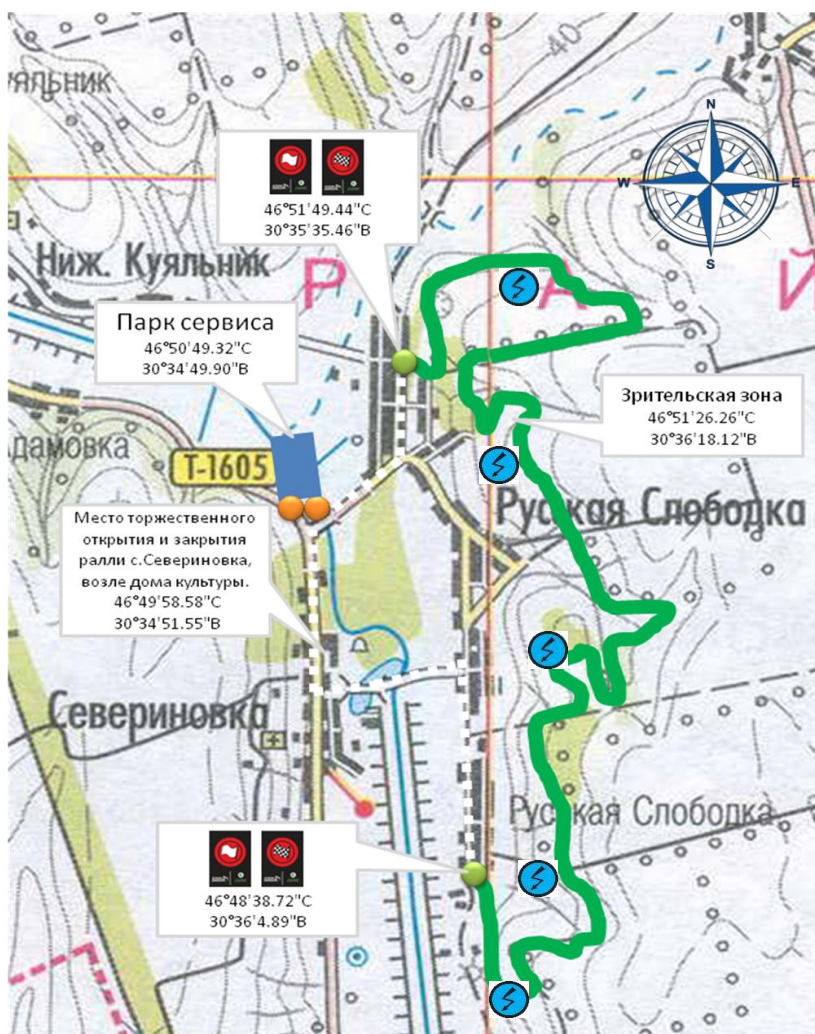 40
УЯЛЬНИК
N
W
E
S
46°51'49.44"С
30°35'35.46"В
Ниж. Куяльник
Р
А
Й
Парк сервиса
46°50'49.32"С
30°34'49.90"В
Зрительская зона
46°51'26.26"С
30°36'18.12"В
Адамовка
Т-1605
Русская Слободка
Место торжественного
открытия и закрытия
ралли с.Севериновка,
возле дома культуры.
46°49'58.58"С
30°34'51.55"В
Севериновка
Русская Слободка
46°48'38.72"С
30°36'4.89"В